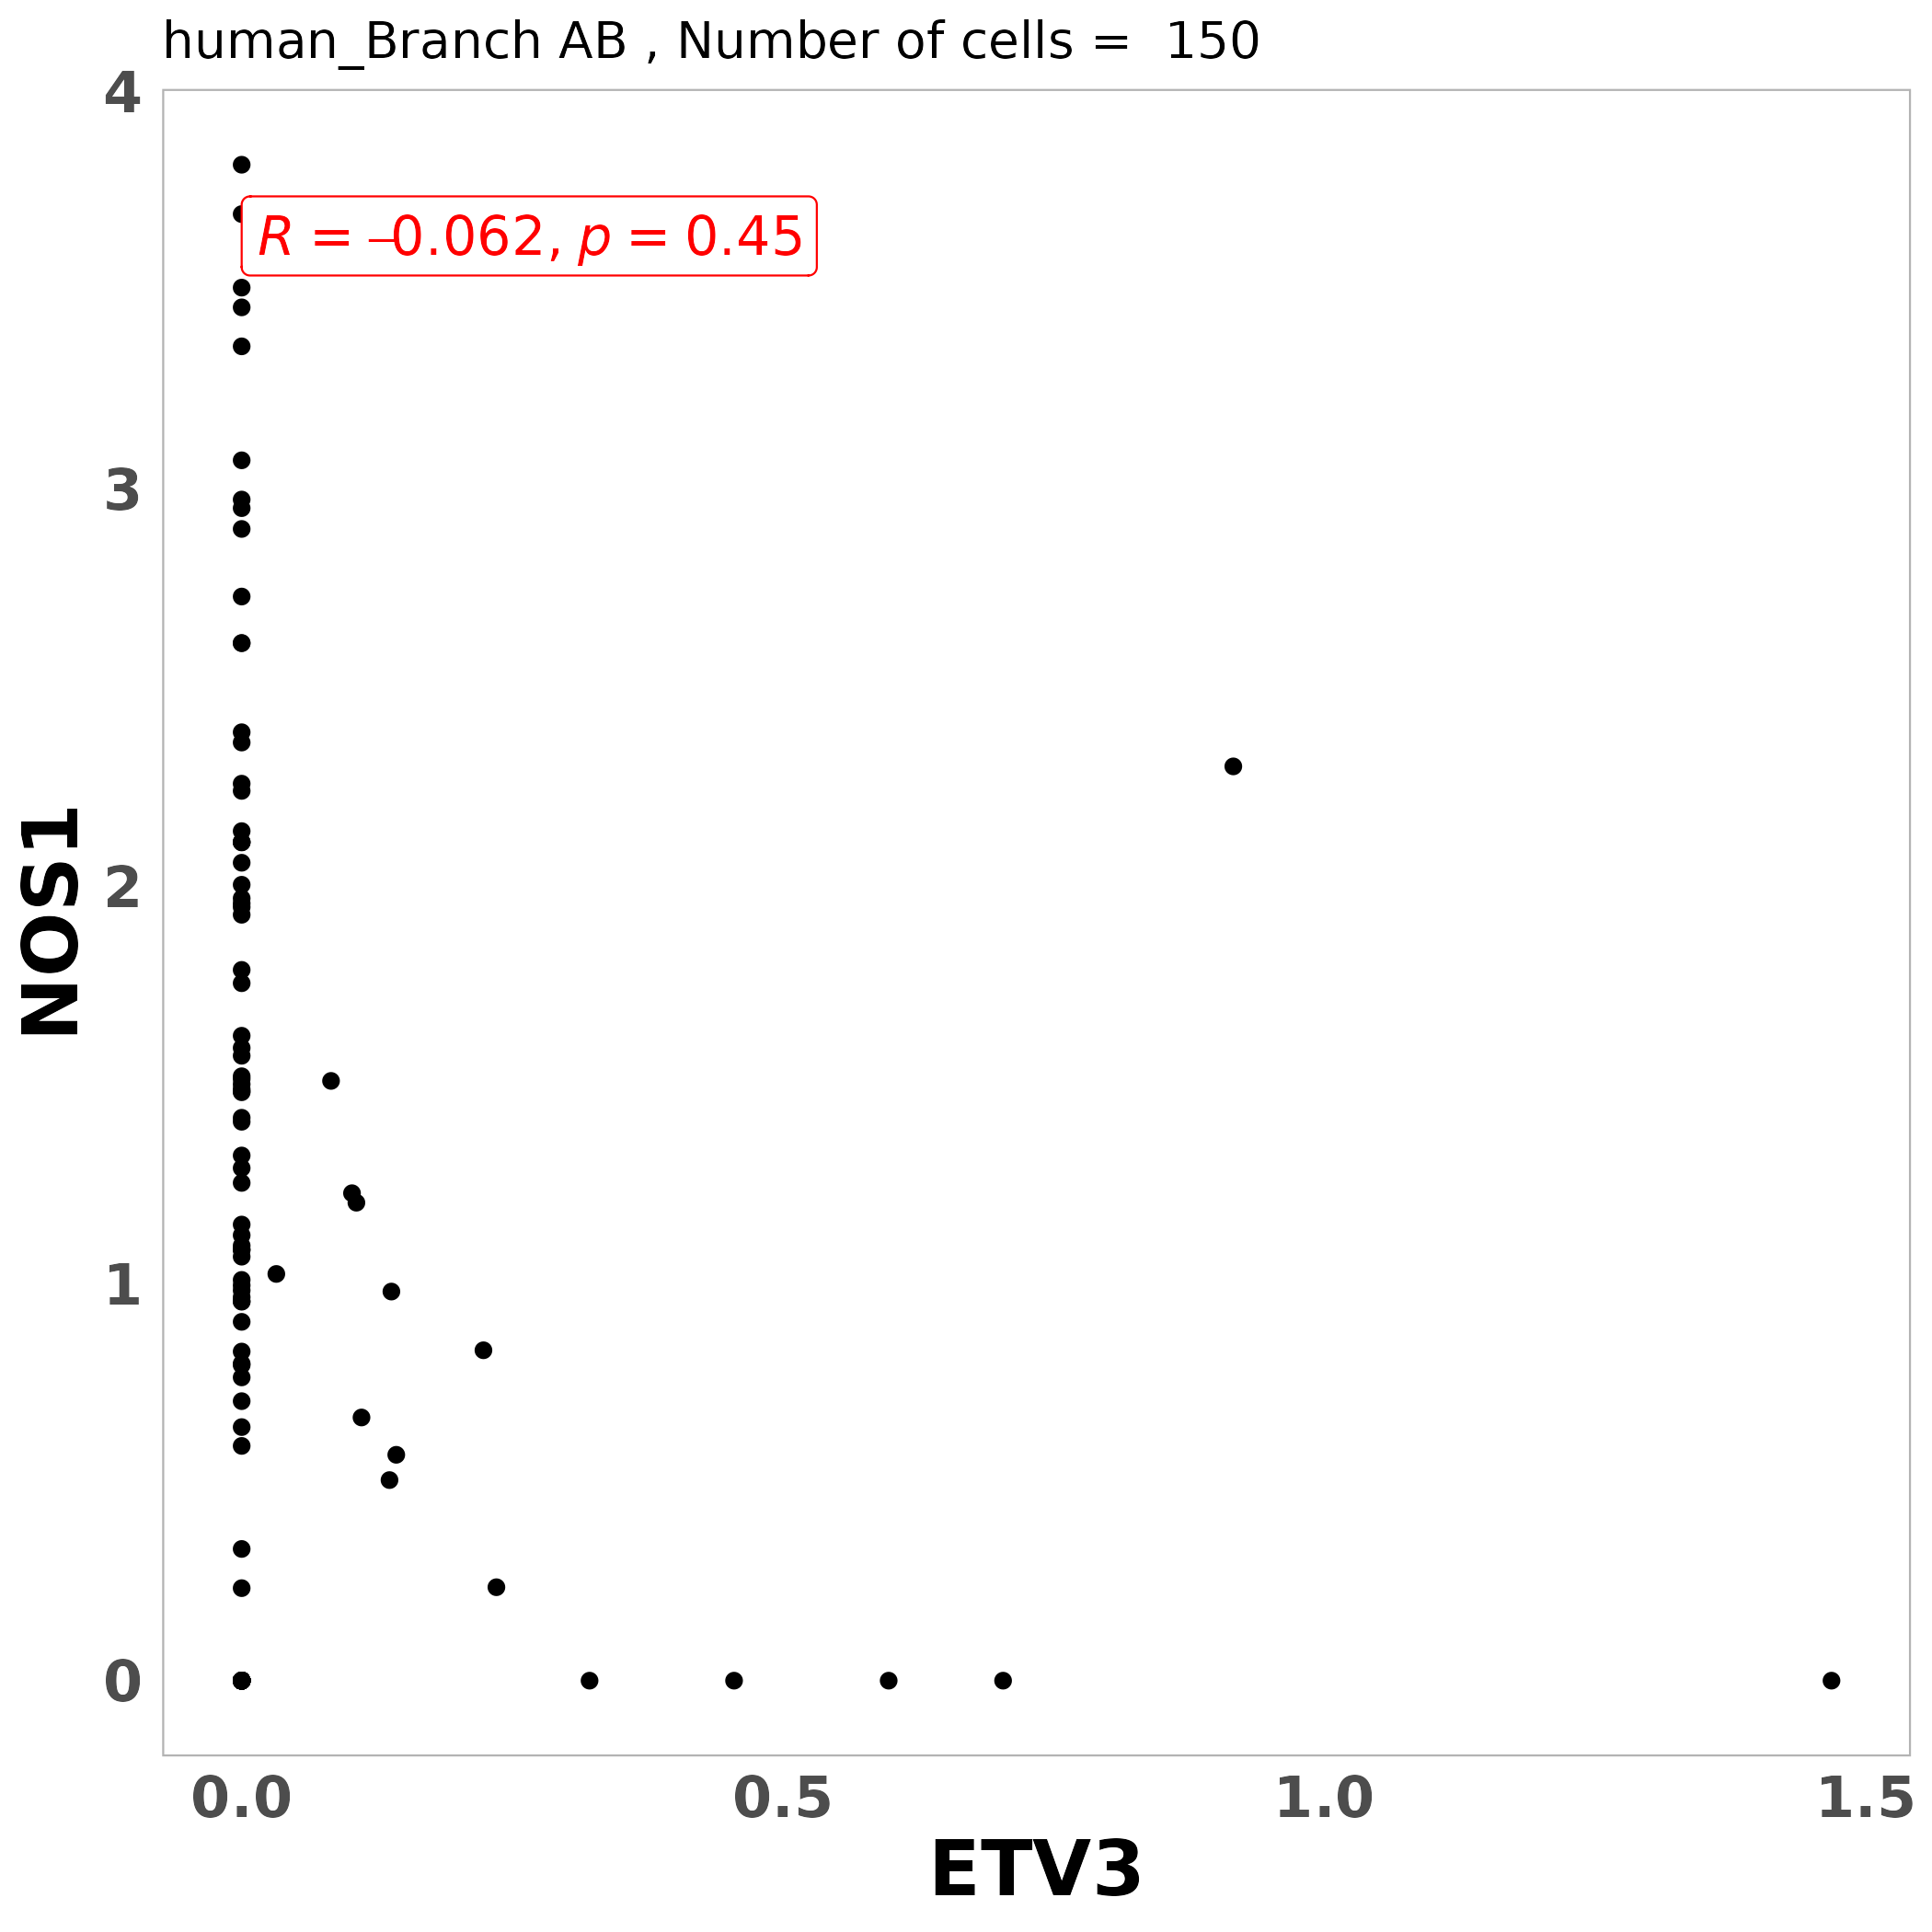 human_Branch AB , Number of cells =  150
4
R = –0.062, p = 0.45
3
2
1
0
NOS1
0.0 0.5 1.0 1.5
ETV3